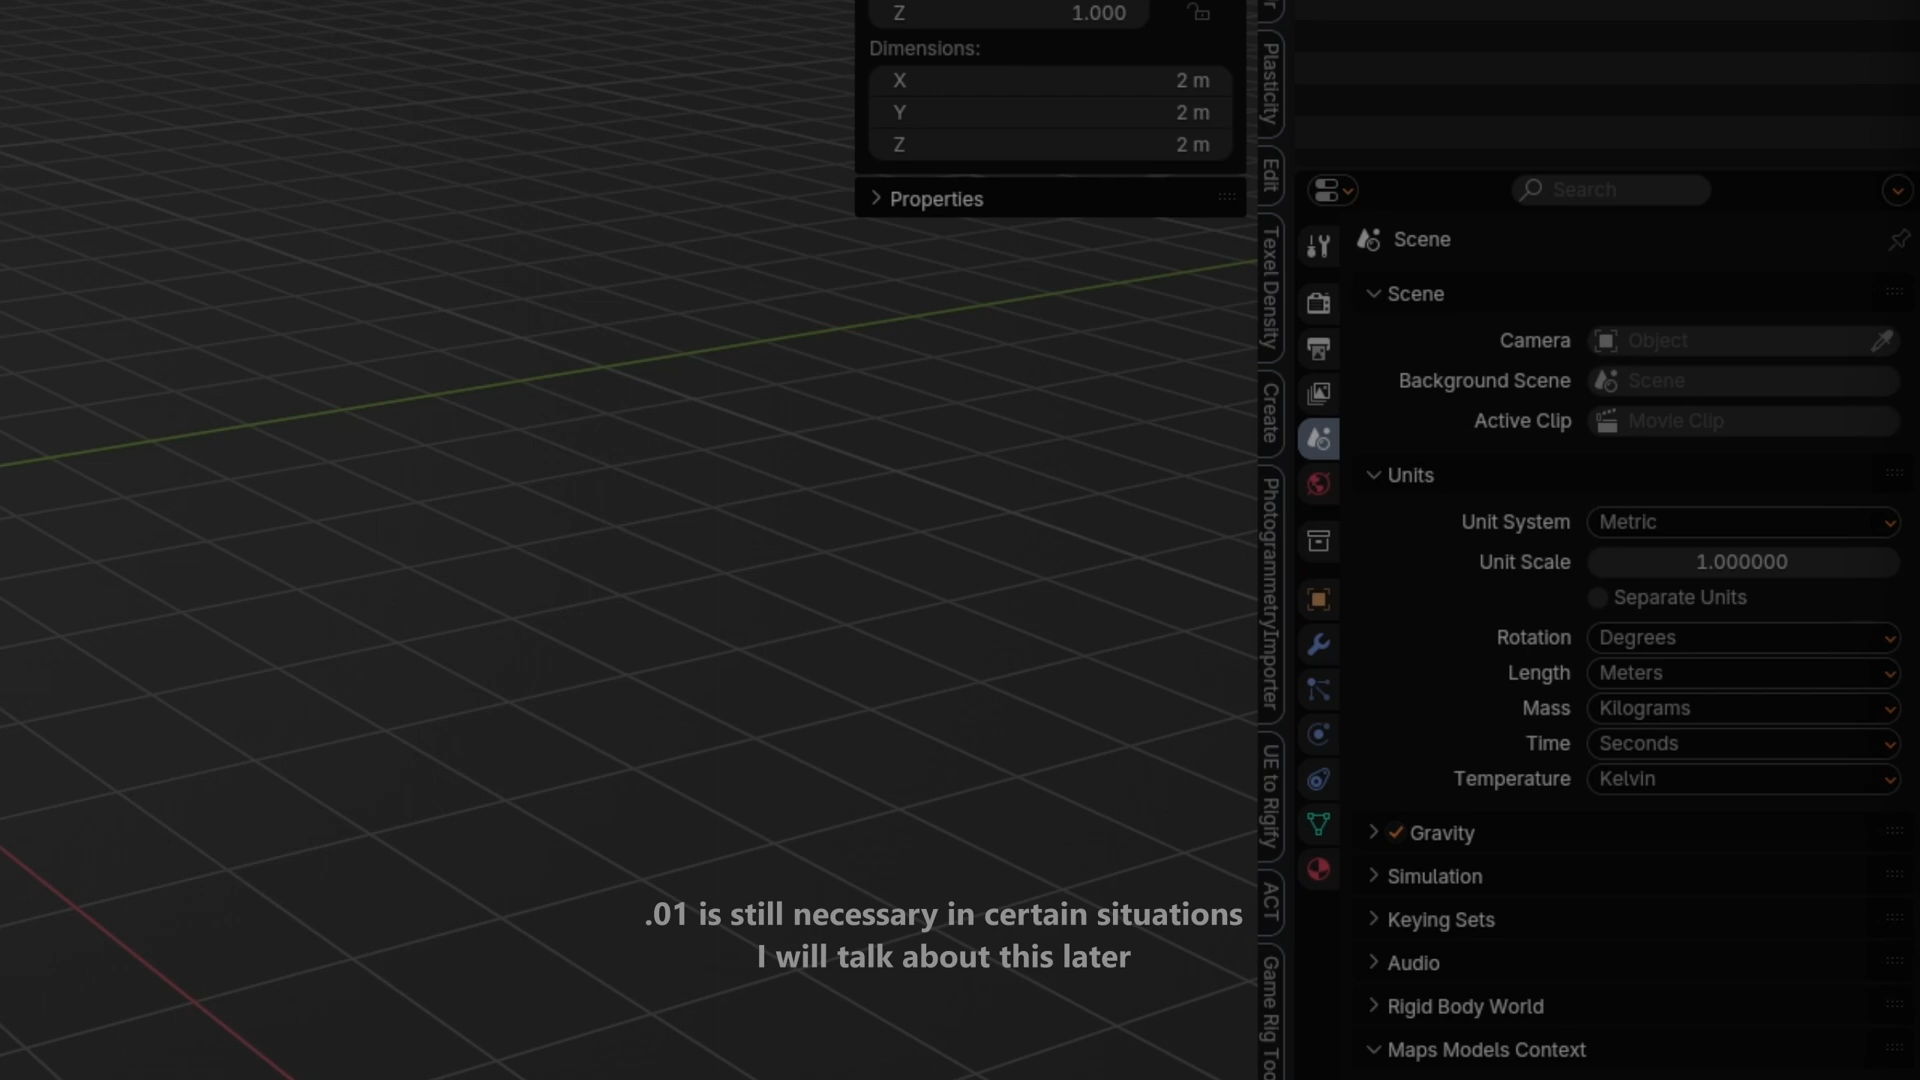 Z 1.000
Dimensions:
X 2 m
Y 2 m
Z 2 m
Properties
Plasticity
Edit
Texel Density
Create
PhotogrammetryImporter
UE to Rigify
ACT
Game Rig Too
Search
Scene
Scene
Camera Object
Background Scene Scene
Active Clip Movie Clip
Units
Unit System Metric
Unit Scale 1.000000
Separate Units
Rotation Degrees
Length Meters
Mass Kilograms
Time Seconds
Temperature Kelvin
Gravity
Simulation
Keying Sets
Audio
Rigid Body World
Maps Models Context
.01 is still necessary in certain situations
I will talk about this later